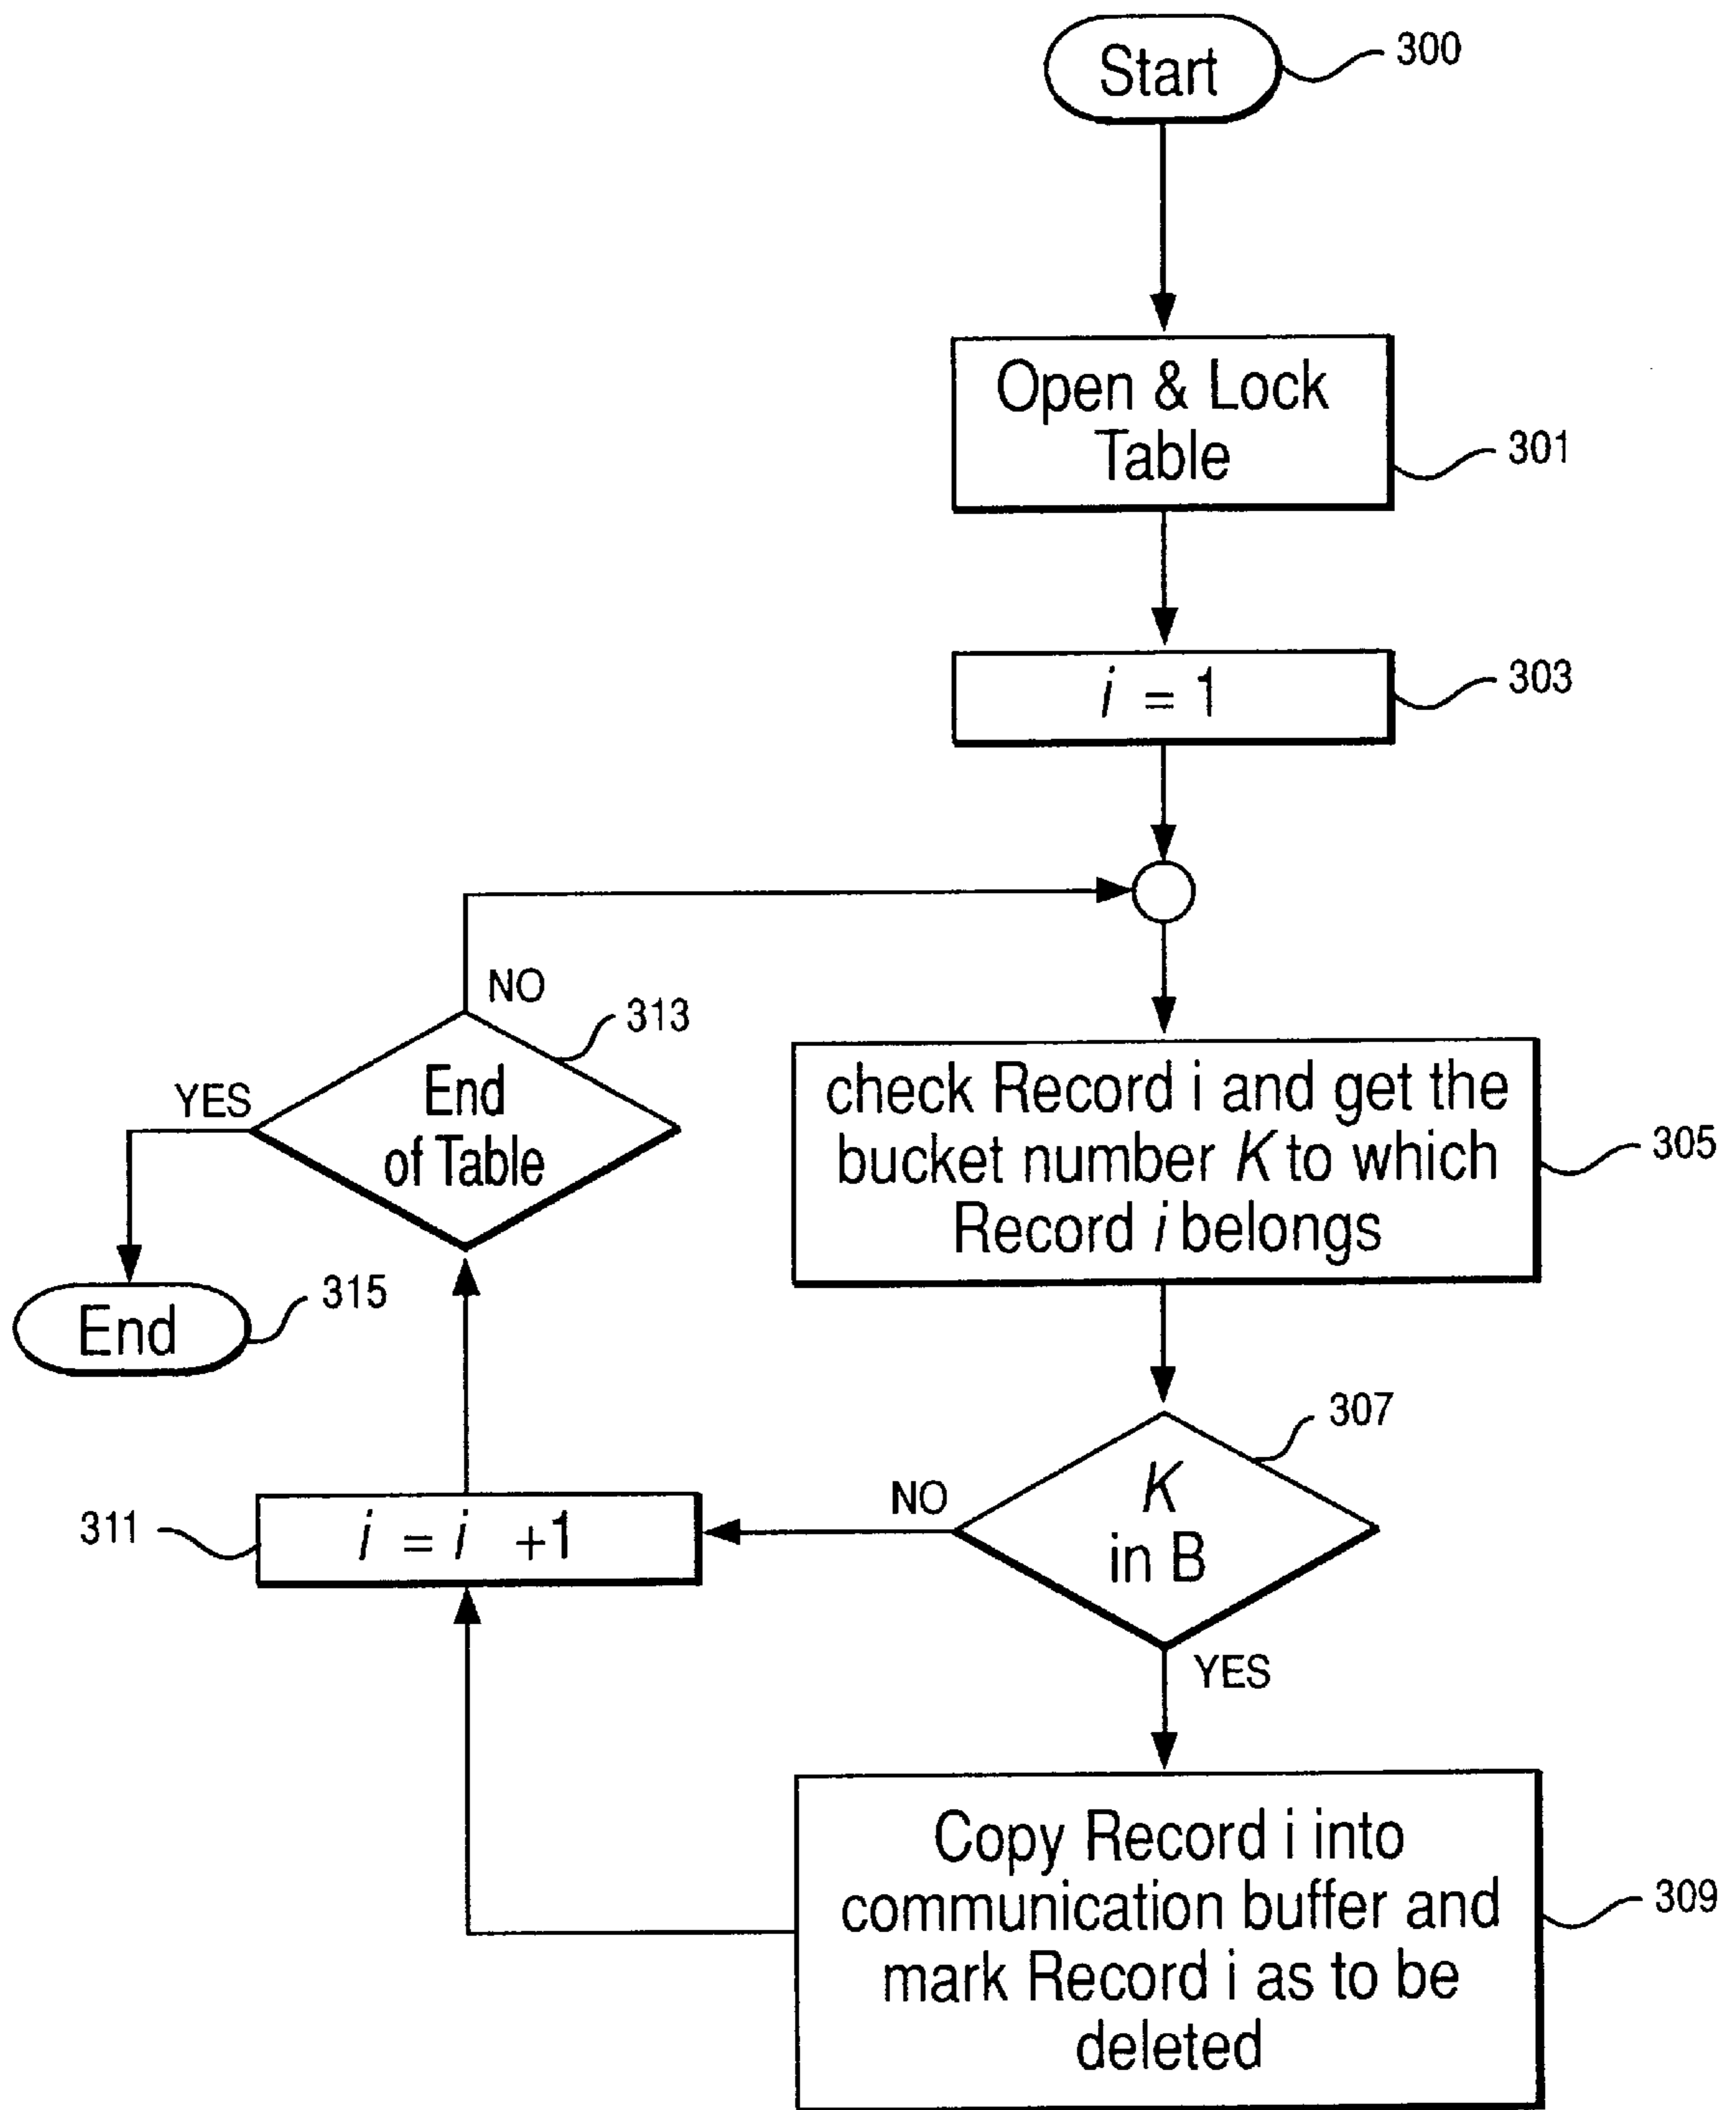 Start
300
Open & Lock
Table
301
i = 1
303
NO
313
End
of Table
YES
check Record i and get the
bucket number K to which
Record i belongs
305
End
315
307
K
in B
NO
311
i = i +1
YES
Copy Record i into
communication buffer and
mark Record i as to be
deleted
309